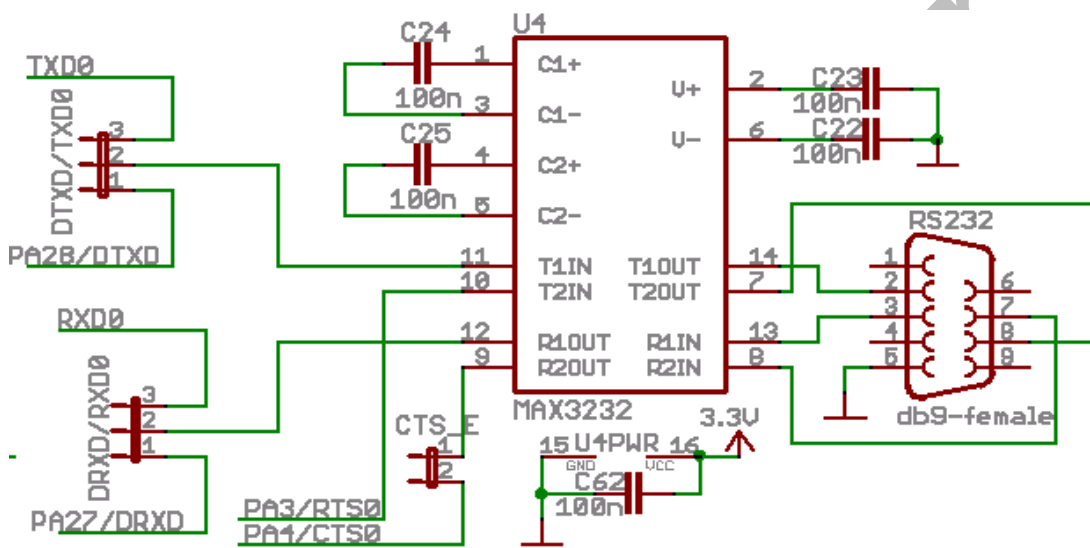 U4
C24
1
C1+
100n
3
C1-
C25
4
C2+
100n
5
C2-
V+
2
C23
100n
V-
6
C22
100n
TXD0
DTXD/TXD0
3
2
1
PA28/DTXD
11
T1IN
T1OUT
14
10
T2IN
T2OUT
7
RXD0
12
R1OUT
R1IN
13
9
R2OUT
R2IN
8
MAX3232
DRXD/RXD0
3
2
1
PA27/DRXD
CTS_E
1
2
PA3/RTS0
PA4/CTS0
15
U4PWR
16
GND
VCC
3.3V
C62
100n
RS232
1
2
3
4
5
6
7
8
9
db9-female